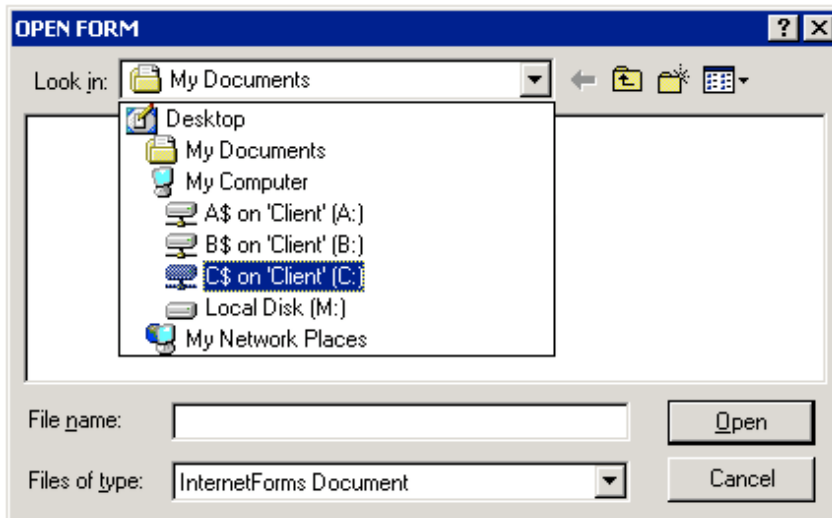 OPEN FORM
Look in: My Documents
Desktop
My Documents
My Computer
A$ on 'Client' (A:)
B$ on 'Client' (B:)
C$ on 'Client' (C:)
Local Disk (M:)
My Network Places
File name: Open
Files of type: InternetForms Document Cancel